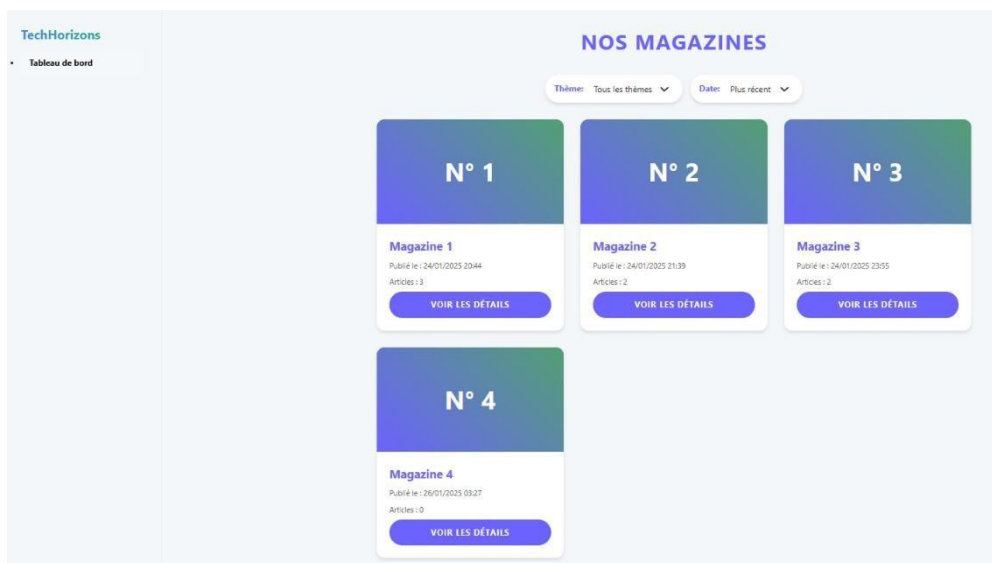 TechHorizons
• Tableau de bord
NOS MAGAZINES
Thème: Tous les thèmes Date: Plus récent
N° 1
Magazine 1
Publié le : 24/01/2025 20:44
Articles : 3
VOIR LES DÉTAILS
N° 2
Magazine 2
Publié le : 24/01/2025 21:39
Articles : 2
VOIR LES DÉTAILS
N° 3
Magazine 3
Publié le : 24/01/2025 23:55
Articles : 2
VOIR LES DÉTAILS
N° 4
Magazine 4
Publié le : 26/01/2025 03:27
Articles : 0
VOIR LES DÉTAILS